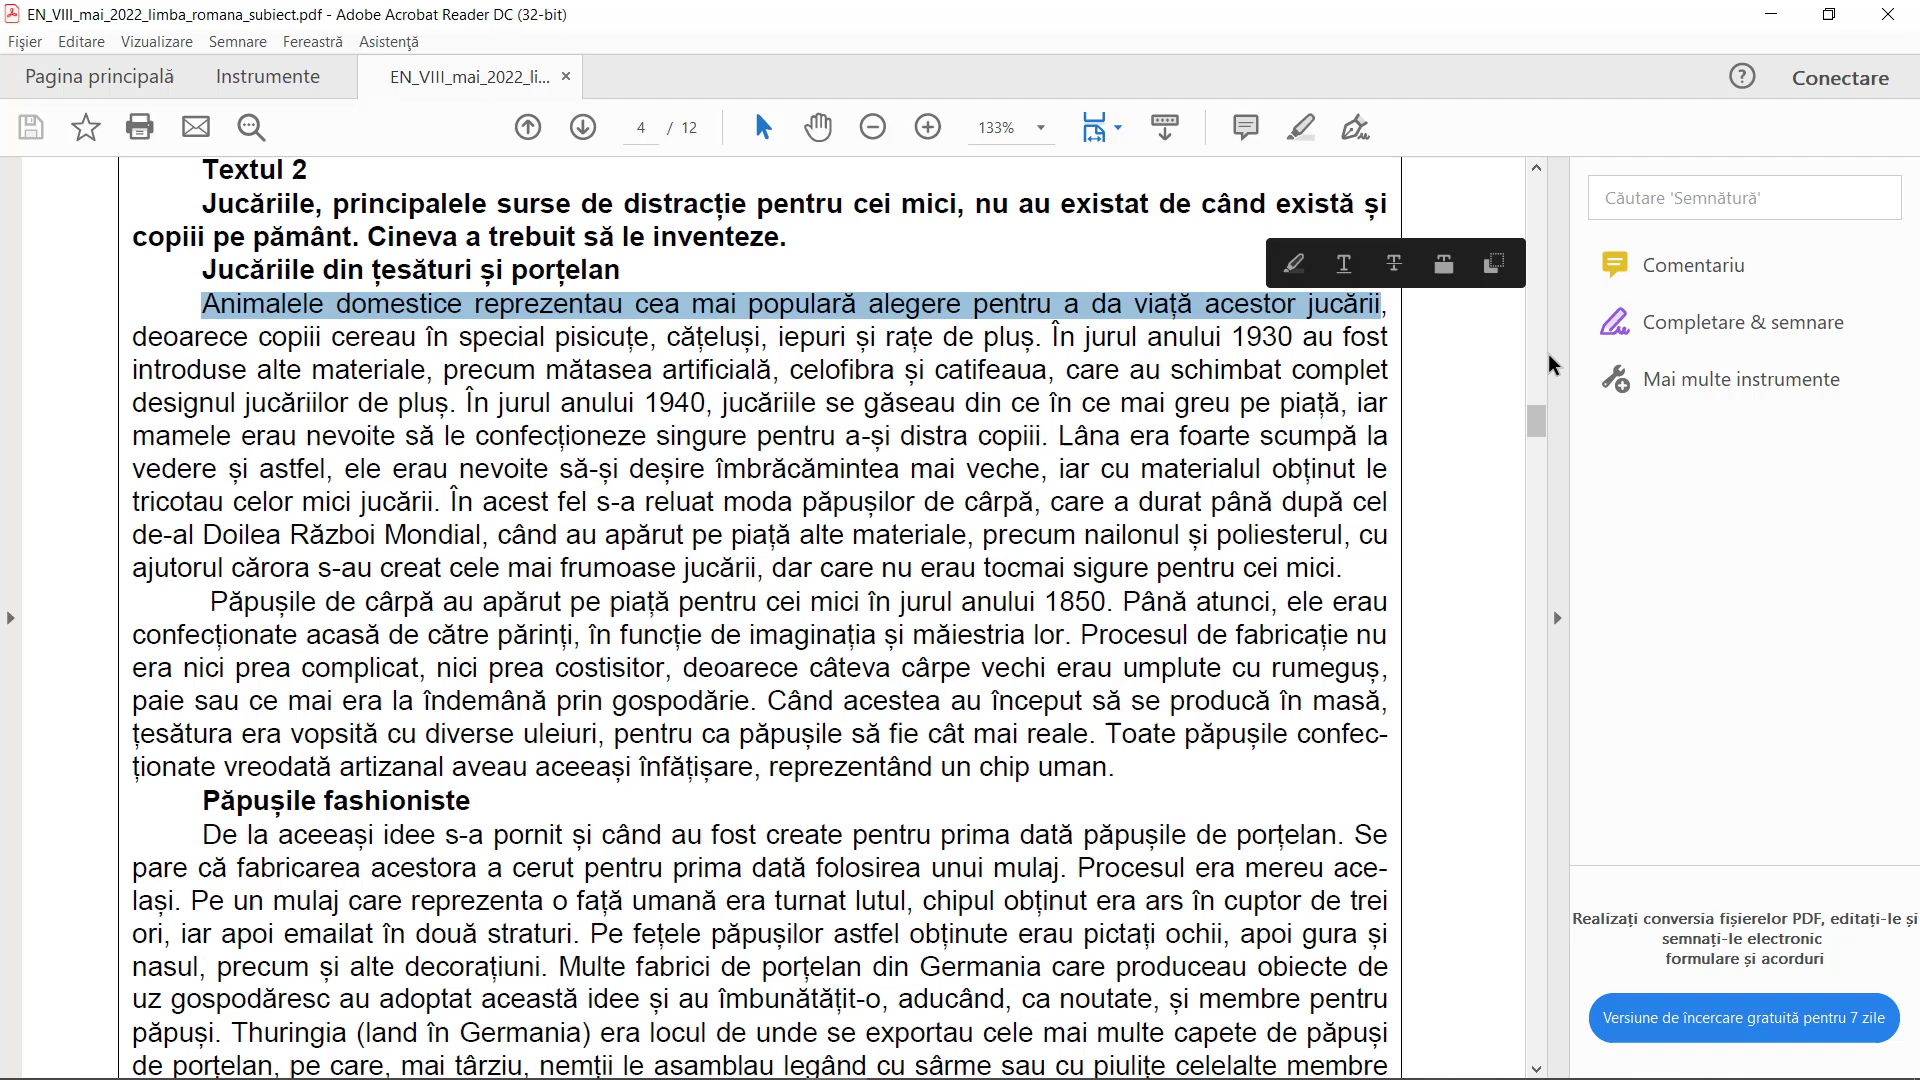 EN_VIII_mai_2022_limba_romana_subiect.pdf - Adobe Acrobat Reader DC (32-bit)
Fișier Editare Vizualizare Semnare Fereastră Asistență
Pagina principală Instrumente EN_VIII_mai_2022_li... × Conectare
4 / 12 133%
Textul 2
Jucăriile, principalele surse de distracție pentru cei mici, nu au existat de când există și
copiii pe pământ. Cineva a trebuit să le inventeze.
Jucăriile din țesături și porțelan
Animalele domestice reprezentau cea mai populară alegere pentru a da viață acestor jucării,
deoarece copiii cereau în special pisicuțe, cățeluși, iepuri și rațe de pluș. În jurul anului 1930 au fost
introduse alte materiale, precum mătasea artificială, celofibra și catifeaua, care au schimbat complet
designul jucăriilor de pluș. În jurul anului 1940, jucăriile se găseau din ce în ce mai greu pe piață, iar
mamele erau nevoite să le confecționeze singure pentru a-și distra copiii. Lâna era foarte scumpă la
vedere și astfel, ele erau nevoite să-și deșire îmbrăcămintea mai veche, iar cu materialul obținut le
tricotau celor mici jucării. În acest fel s-a reluat moda păpușilor de cârpă, care a durat până după cel
de-al Doilea Război Mondial, când au apărut pe piață alte materiale, precum nailonul și poliesterul, cu
ajutorul cărora s-au creat cele mai frumoase jucării, dar care nu erau tocmai sigure pentru cei mici.
Păpușile de cârpă au apărut pe piață pentru cei mici în jurul anului 1850. Până atunci, ele erau
confecționate acasă de către părinți, în funcție de imaginația și măiestria lor. Procesul de fabricație nu
era nici prea complicat, nici prea costisitor, deoarece câteva cârpe vechi erau umplute cu rumeguș,
paie sau ce mai era la îndemână prin gospodărie. Când acestea au început să se producă în masă,
țesătura era vopsită cu diverse uleiuri, pentru ca păpușile să fie cât mai reale. Toate păpușile confec-
ționate vreodată artizanal aveau aceeași înfățișare, reprezentând un chip uman.
Păpușile fashioniste
De la aceeași idee s-a pornit și când au fost create pentru prima dată păpușile de porțelan. Se
pare că fabricarea acestora a cerut pentru prima dată folosirea unui mulaj. Procesul era mereu ace-
lași. Pe un mulaj care reprezenta o față umană era turnat lutul, chipul obținut era ars în cuptor de trei
ori, iar apoi emailat în două straturi. Pe fețele păpușilor astfel obținute erau pictați ochii, apoi gura și
nasul, precum și alte decorațiuni. Multe fabrici de porțelan din Germania care produceau obiecte de
uz gospodăresc au adoptat această idee și au îmbunătățit-o, aducând, ca noutate, și membre pentru
păpuși. Thuringia (land în Germania) era locul de unde se exportau cele mai multe capete de păpuși
de porțelan, pe care, mai târziu, nemții le asamblau legând cu sârme sau cu piulițe celelalte membre
Căutare 'Semnătură'
Comentariu
Completare & semnare
Mai multe instrumente
Realizați conversia fișierelor PDF, editați-le și
semnați-le electronic
formulare și acorduri
Versiune de încercare gratuită pentru 7 zile